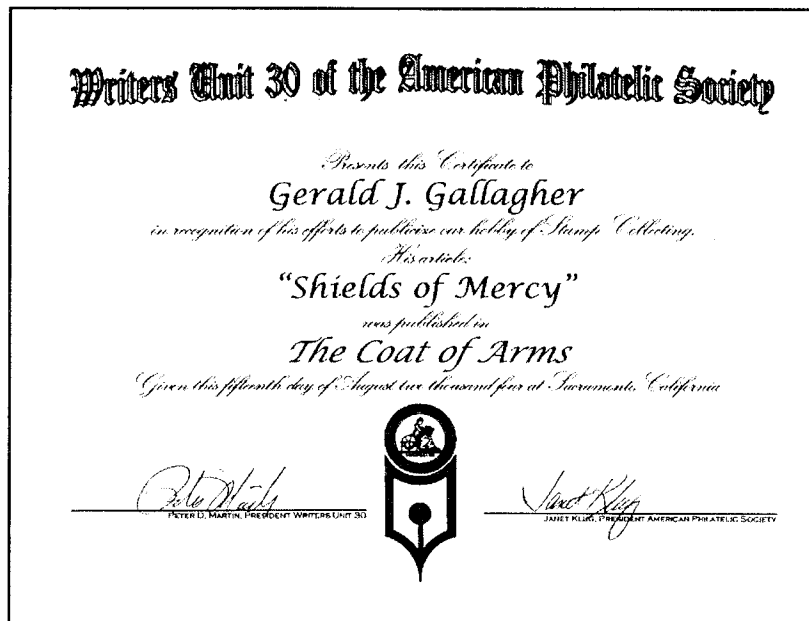 Writers Unit 30 of the American Philatelic Society
Presents this Certificate to
Gerald J. Gallagher
in recognition of his efforts to publicize our hobby of Stamp Collecting.
His article:
“Shields of Mercy”
was published in
The Coat of Arms
Given this fifteenth day of August two thousand four at Sacramento, California
Peter D. Martin, President Writers Unit 30
Janet Klug, President American Philatelic Society